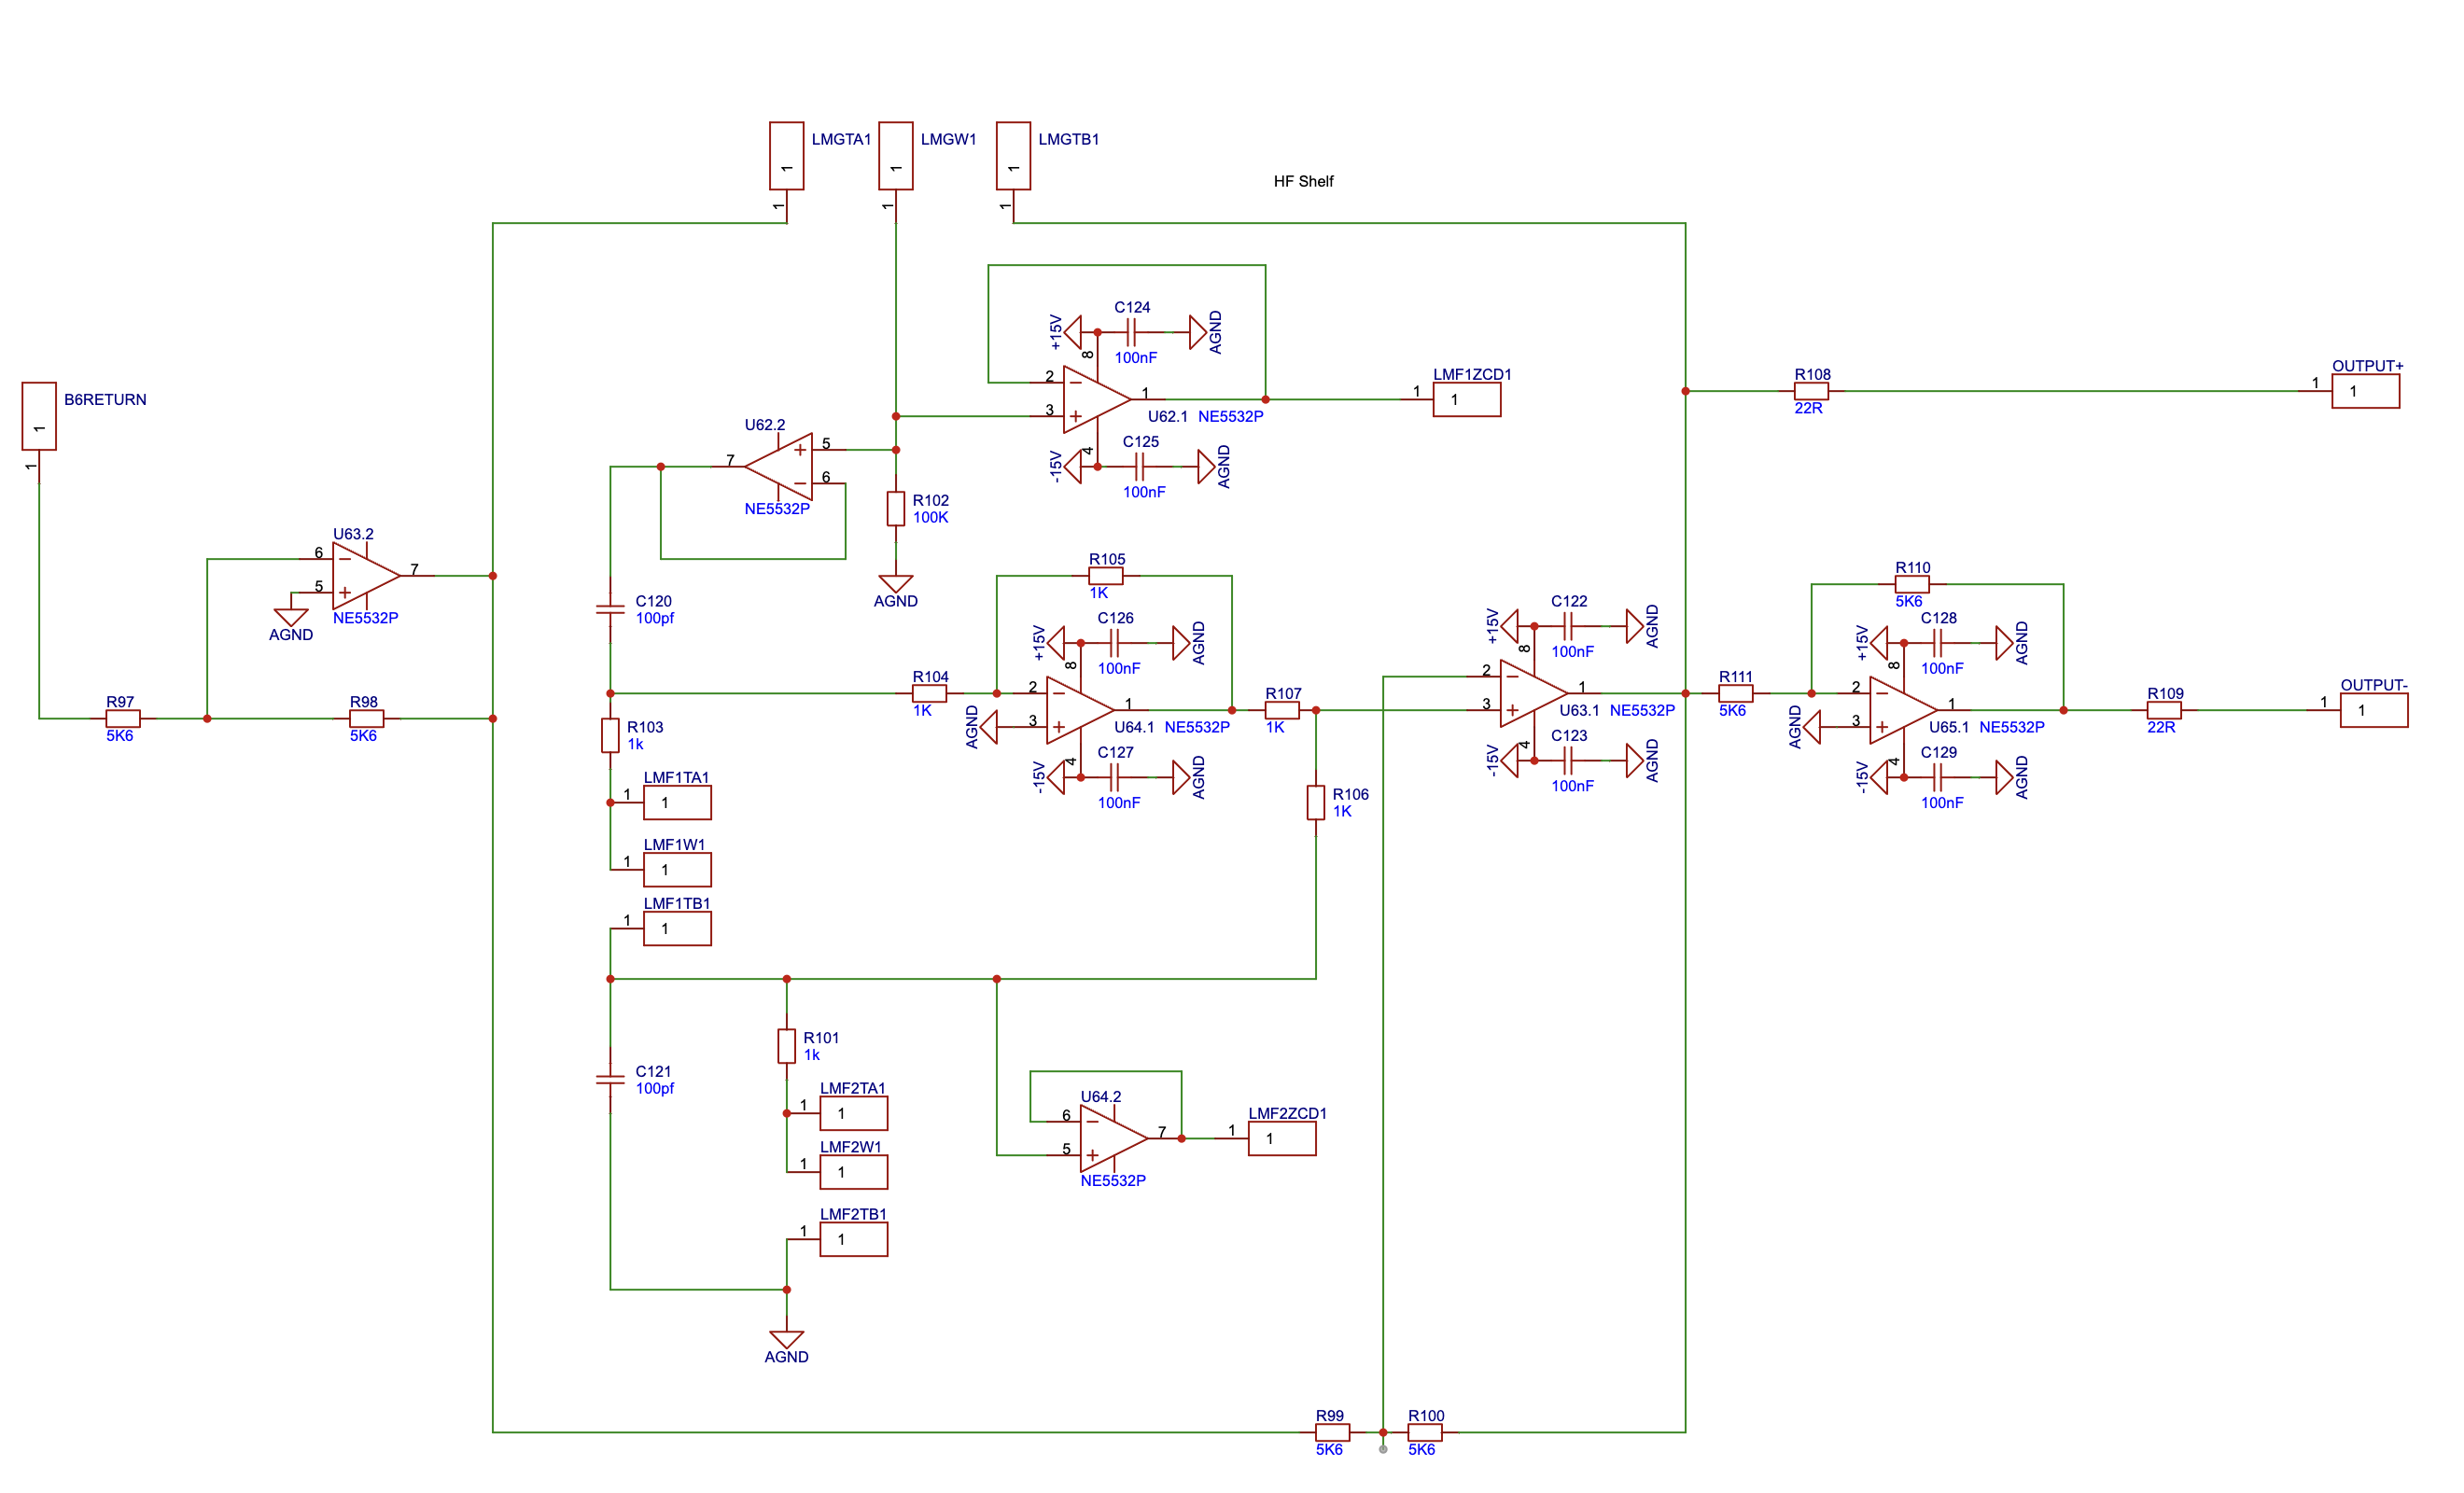 LMGTA1
1
1
LMGW1
1
1
LMGTB1
1
1
HF Shelf
B6RETURN
1
1
C124
100nF
+15V
AGND
8
2
3
1
U62.1 NE5532P
4
C125
100nF
-15V
AGND
LMF1ZCD1
1
1
R108
22R
OUTPUT+
1
1
U62.2
5
6
7
NE5532P
R102
100K
AGND
U63.2
6
5
7
NE5532P
AGND
R97
5K6
R98
5K6
C120
100pf
R103
1k
LMF1TA1
1
1
LMF1W1
1
1
LMF1TB1
1
1
R104
1K
R105
1K
C126
100nF
+15V
AGND
8
2
3
1
AGND
U64.1 NE5532P
4
C127
100nF
-15V
AGND
R107
1K
R106
1K
C122
100nF
+15V
AGND
8
2
3
1
U63.1 NE5532P
4
C123
100nF
-15V
AGND
R111
5K6
R110
5K6
C128
100nF
+15V
AGND
8
2
3
1
AGND
U65.1 NE5532P
4
C129
100nF
-15V
AGND
R109
22R
OUTPUT-
1
1
C121
100pf
R101
1k
LMF2TA1
1
1
LMF2W1
1
1
LMF2TB1
1
1
AGND
U64.2
6
5
7
NE5532P
LMF2ZCD1
1
1
R99
5K6
R100
5K6